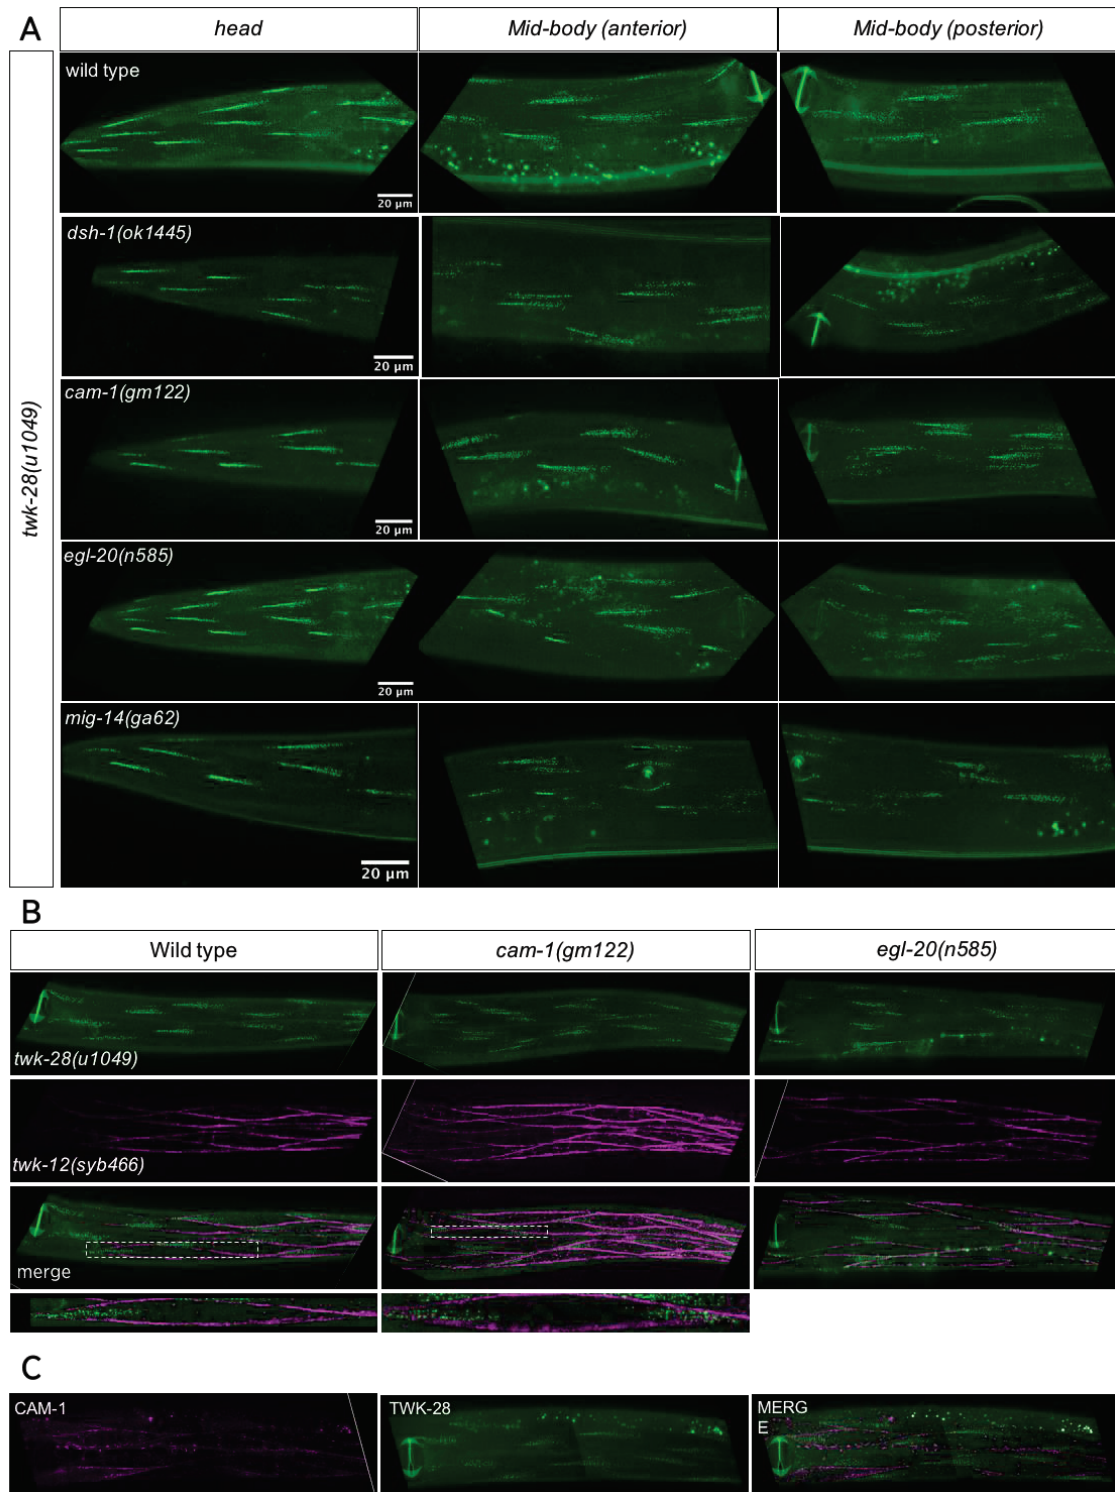 A
head
Mid-body (anterior)
Mid-body (posterior)
twk-28(u1049)
wild type
20 µm
dsh-1(ok1445)
20 µm
cam-1(gm122)
20 µm
egl-20(n585)
20 µm
mig-14(ga62)
20 µm
B
Wild type
cam-1(gm122)
egl-20(n585)
twk-28(u1049)
twk-12(syb466)
merge
C
CAM-1
TWK-28
MERG
E